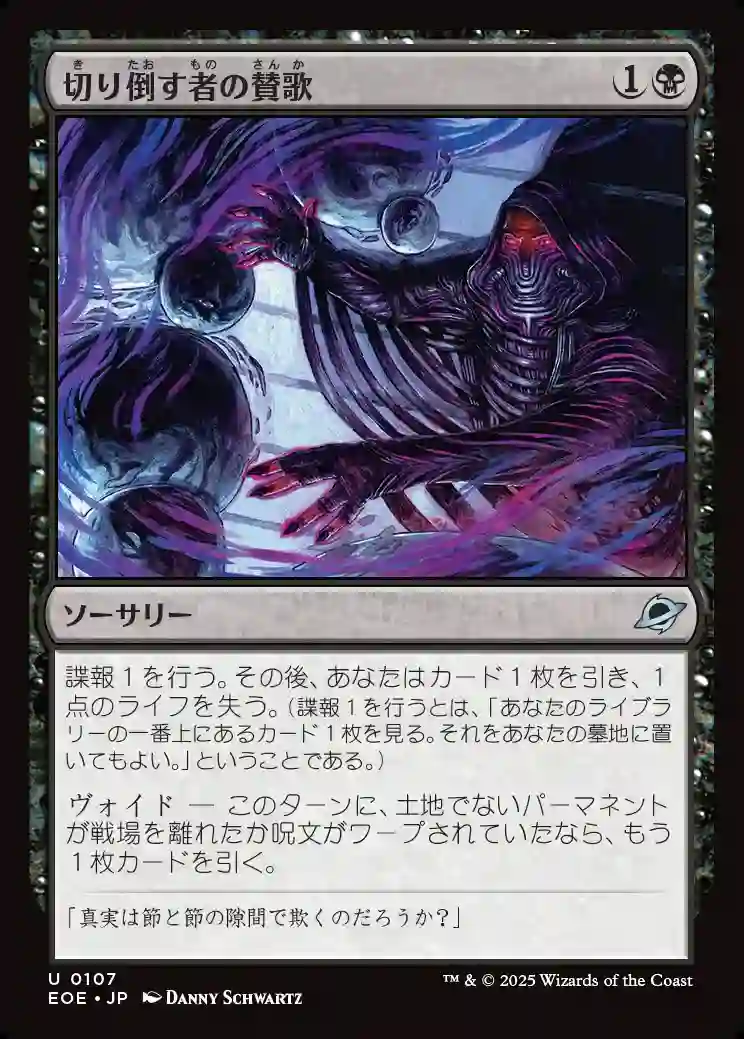 切り倒す者の賛歌 1
ソーサリー
諜報１を行う。その後、あなたはカード１枚を引き、１
点のライフを失う。（諜報１を行うとは、「あなたのライブラ
リーの一番上にあるカード１枚を見る。それをあなたの墓地に置
いてもよい。」ということである。）
ヴォイド ― このターンに、土地でないパーマネント
が戦場を離れたか呪文がワープされていたなら、もう
１枚カードを引く。
「真実は節と節の隙間で欺くのだろうか？」
U 0107
EOE • JP DANNY SCHWARTZ
™ & © 2025 Wizards of the Coast